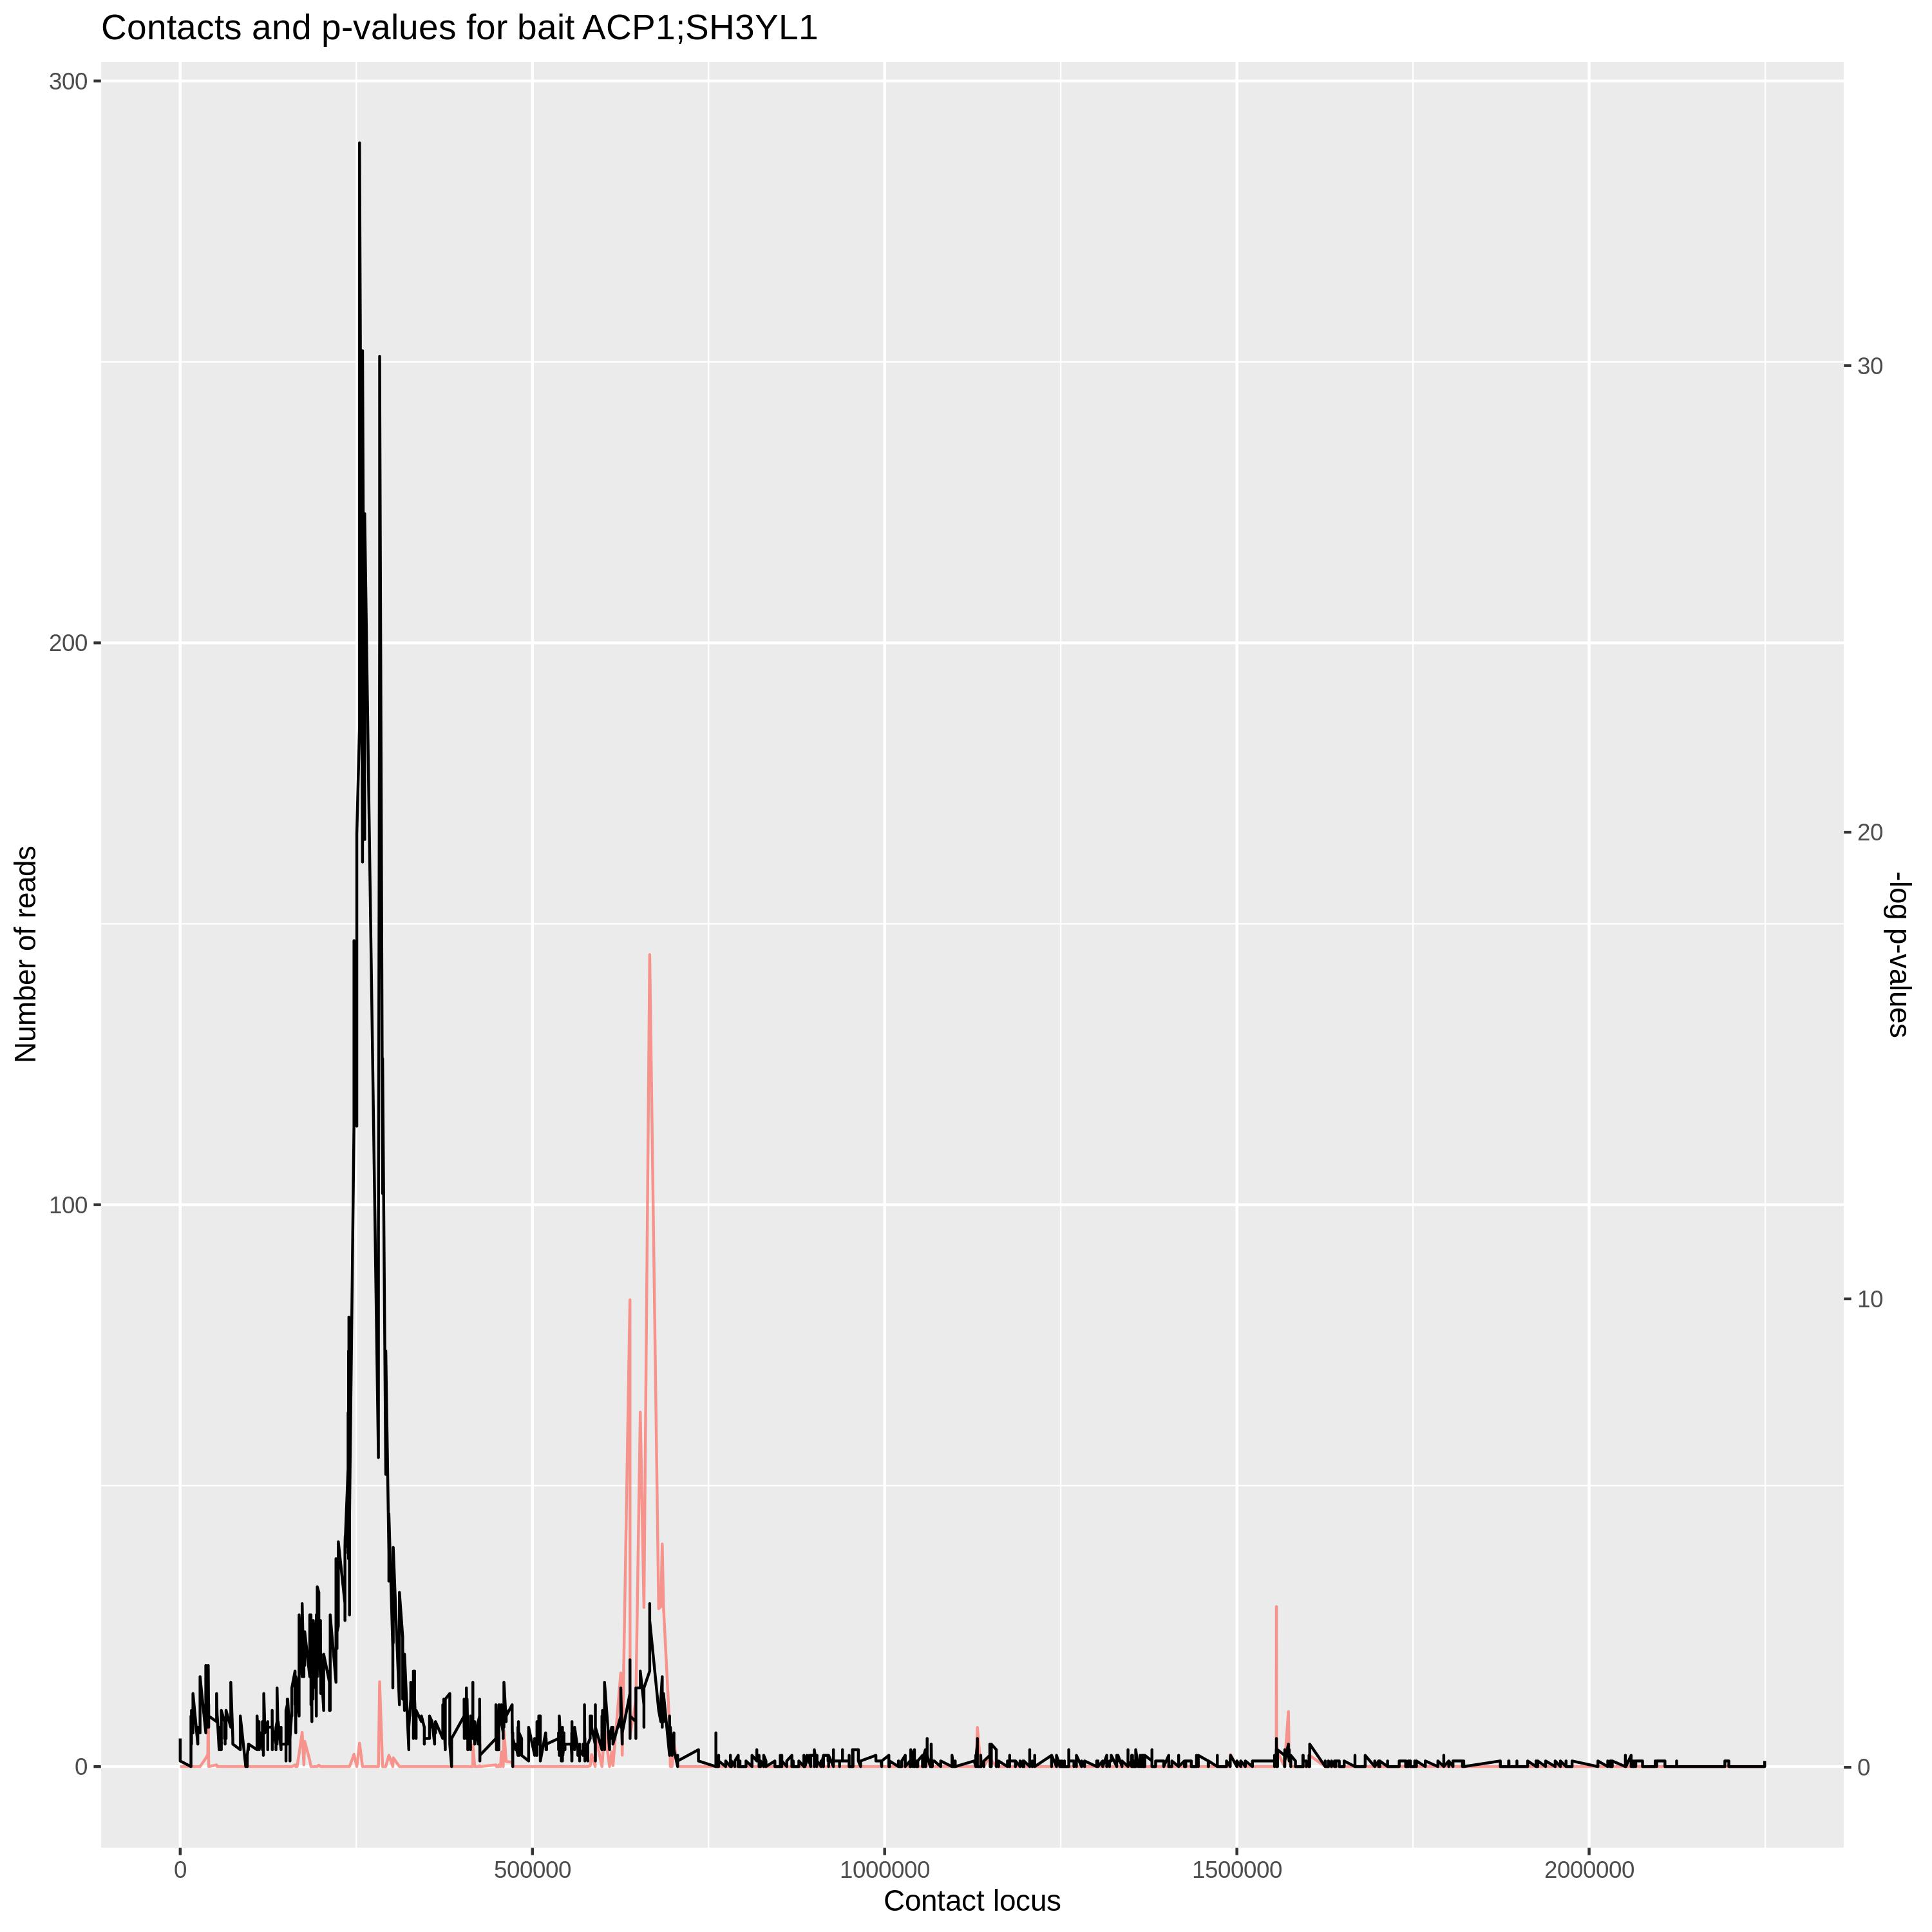 Contacts and p-values for bait ACP1;SH3YL1
300
200
100
0
Number of reads
30
20
10
0
-log p-values
0 500000 1000000 1500000 2000000
Contact locus